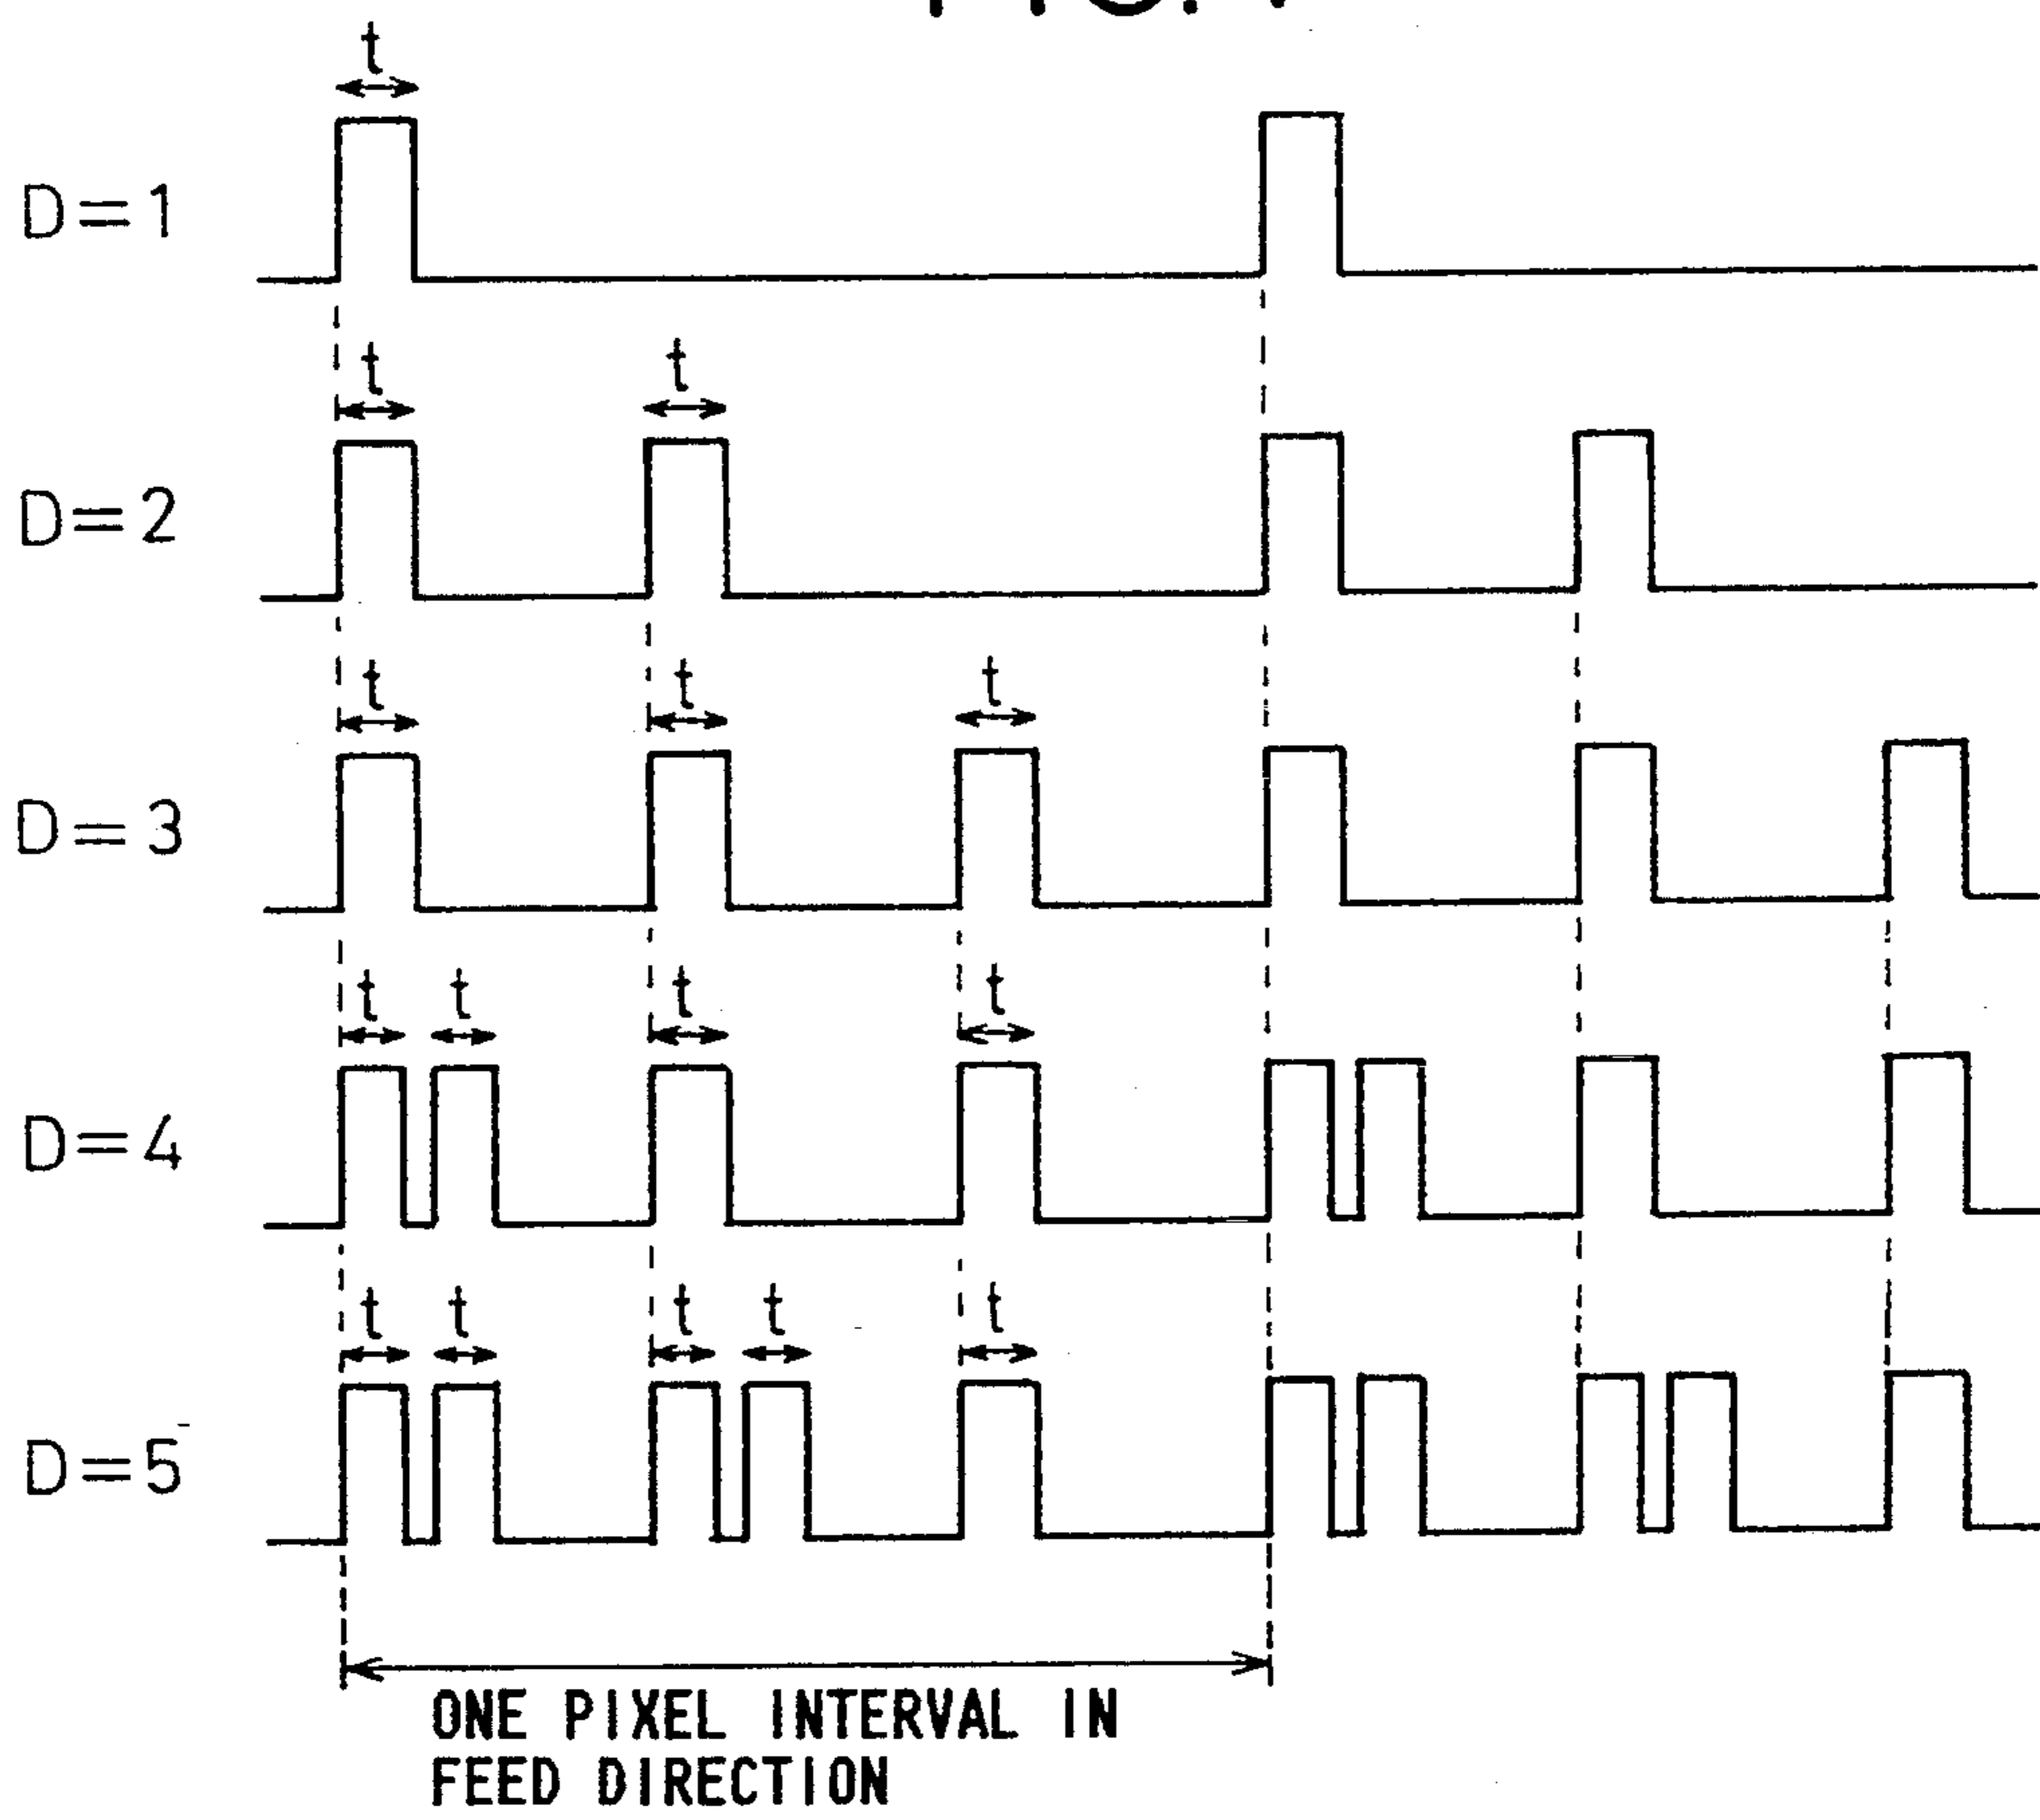 t
D=1
t t
D=2
t t t
D=3
t t t t
D=4
t t t t t
D=5
ONE PIXEL INTERVAL IN
FEED DIRECTION